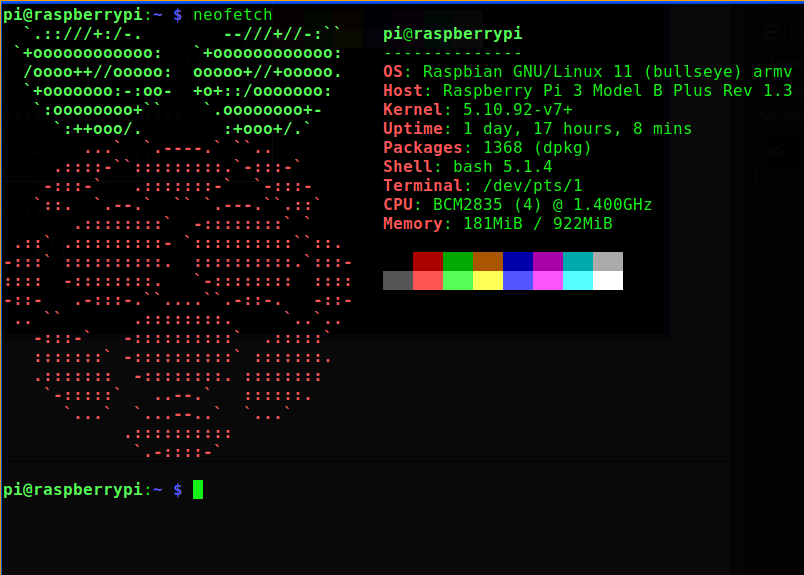 pi@raspberrypi:~ $ neofetch
pi@raspberrypi
--------------
OS: Raspbian GNU/Linux 11 (bullseye) armv
Host: Raspberry Pi 3 Model B Plus Rev 1.3
Kernel: 5.10.92-v7+
Uptime: 1 day, 17 hours, 8 mins
Packages: 1368 (dpkg)
Shell: bash 5.1.4
Terminal: /dev/pts/1
CPU: BCM2835 (4) @ 1.400GHz
Memory: 181MiB / 922MiB
pi@raspberrypi:~ $